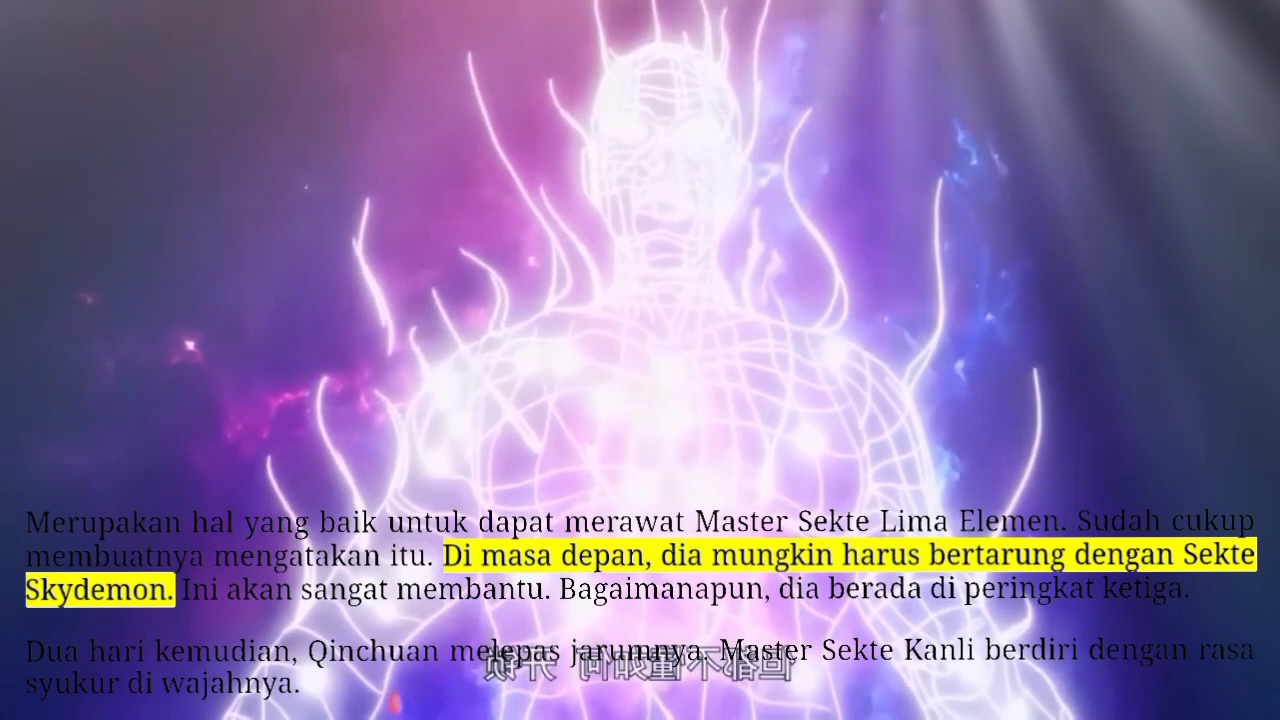 Merupakan hal yang baik untuk dapat merawat Master Sekte Lima Elemen. Sudah cukup
membuatnya mengatakan itu. Di masa depan, dia mungkin harus bertarung dengan Sekte
Skydemon. Ini akan sangat membantu. Bagaimanapun, dia berada di peringkat ketiga.
Dua hari kemudian, Qinchuan melepas jarumnya. Master Sekte Kanli berdiri dengan rasa
syukur di wajahnya.